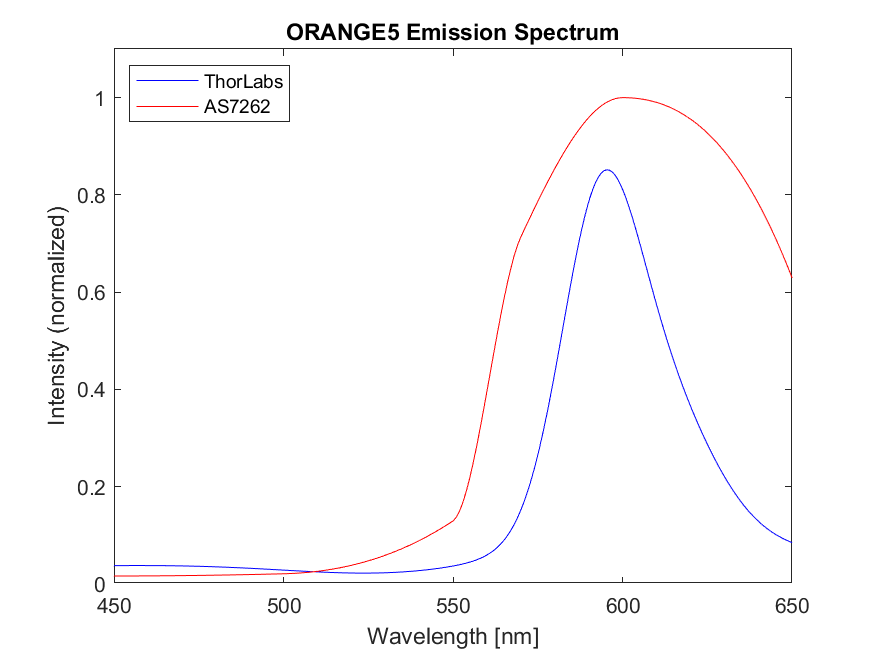 ORANGE5 Emission Spectrum
ThorLabs
AS7262
1
0.8
0.6
0.4
0.2
0
Intensity (normalized)
450 500 550 600 650
Wavelength [nm]